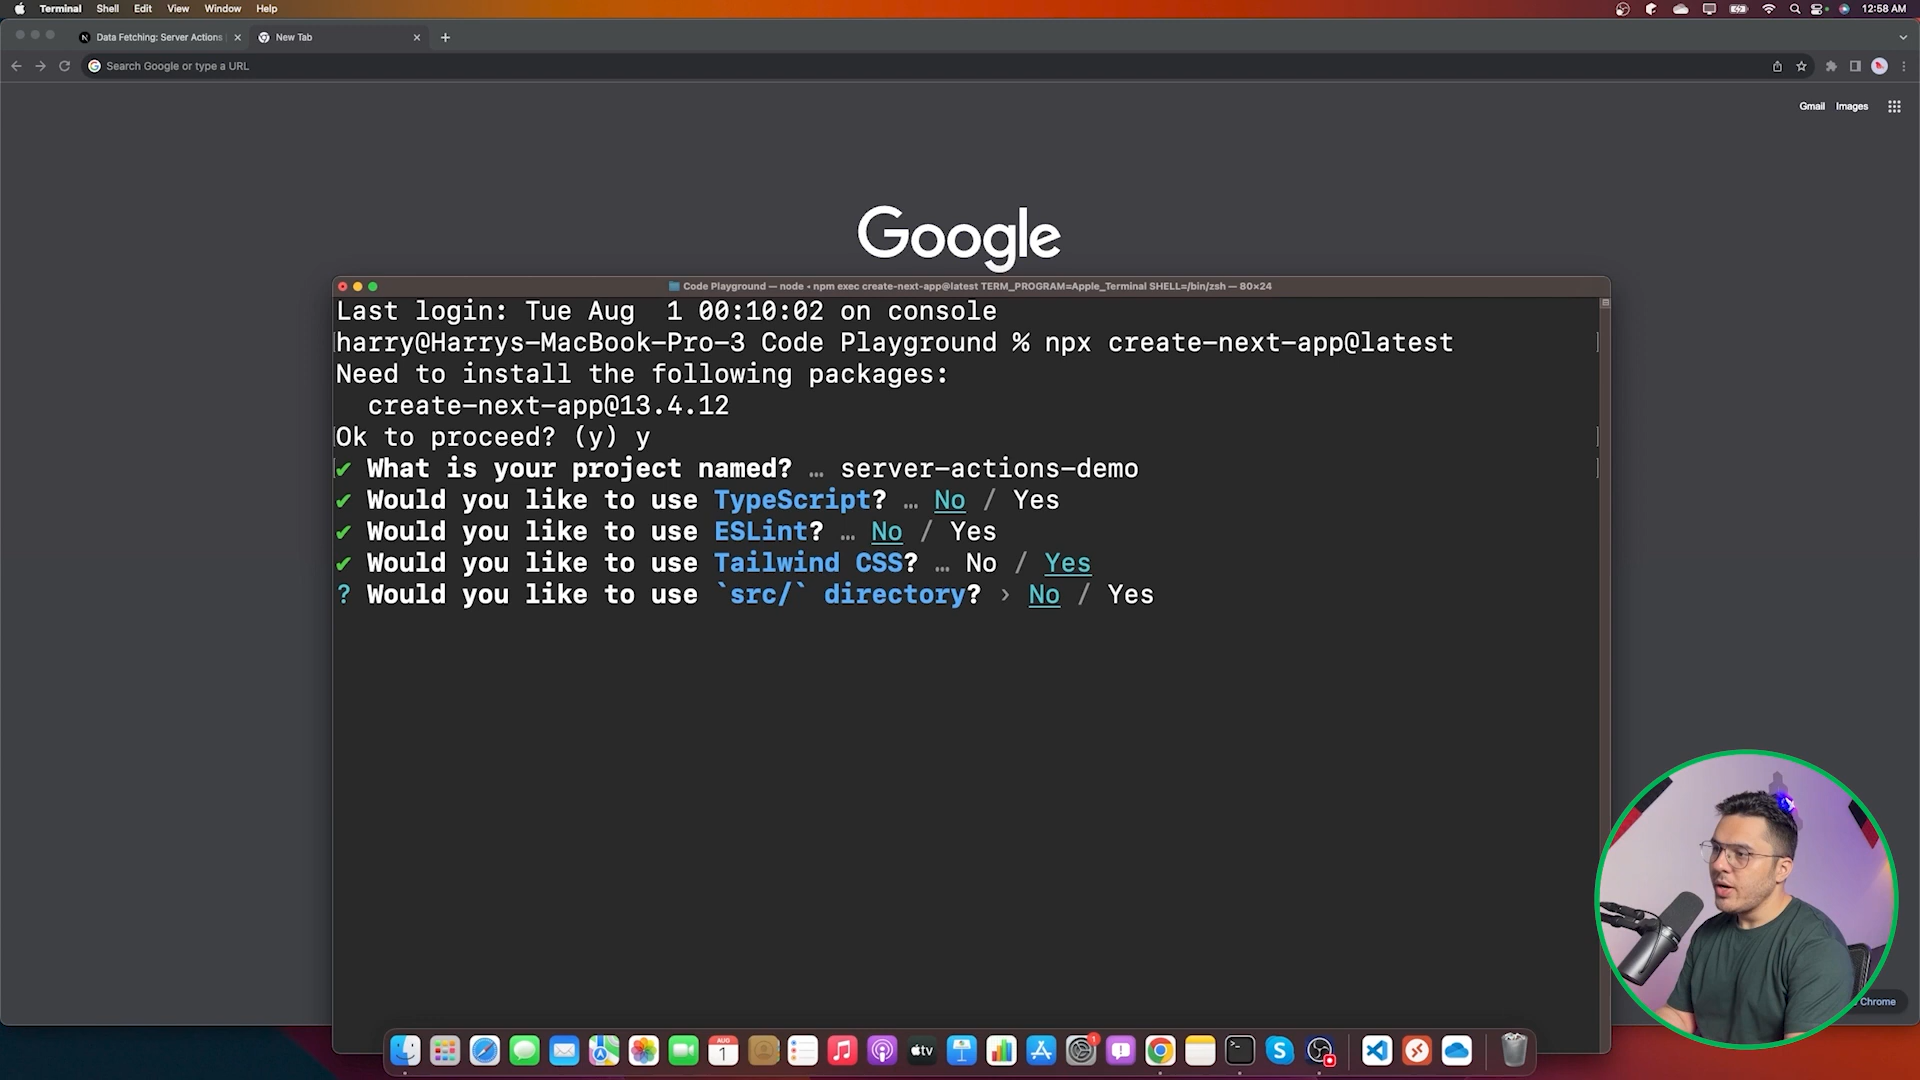 Terminal Shell Edit View Window Help 12:58 AM
Data Fetching: Server Actions New Tab
Search Google or type a URL
Gmail Images
Google
Code Playground — node • npm exec create-next-app@latest TERM_PROGRAM=Apple_Terminal SHELL=/bin/zsh — 80×24
Last login: Tue Aug  1 00:10:02 on console
harry@Harrys-MacBook-Pro-3 Code Playground % npx create-next-app@latest
Need to install the following packages:
  create-next-app@13.4.12
Ok to proceed? (y) y
✔ What is your project named? … server-actions-demo
✔ Would you like to use TypeScript? … No / Yes
✔ Would you like to use ESLint? … No / Yes
✔ Would you like to use Tailwind CSS? … No / Yes
? Would you like to use `src/` directory? › No / Yes
Chrome
AUG
1
tv
1